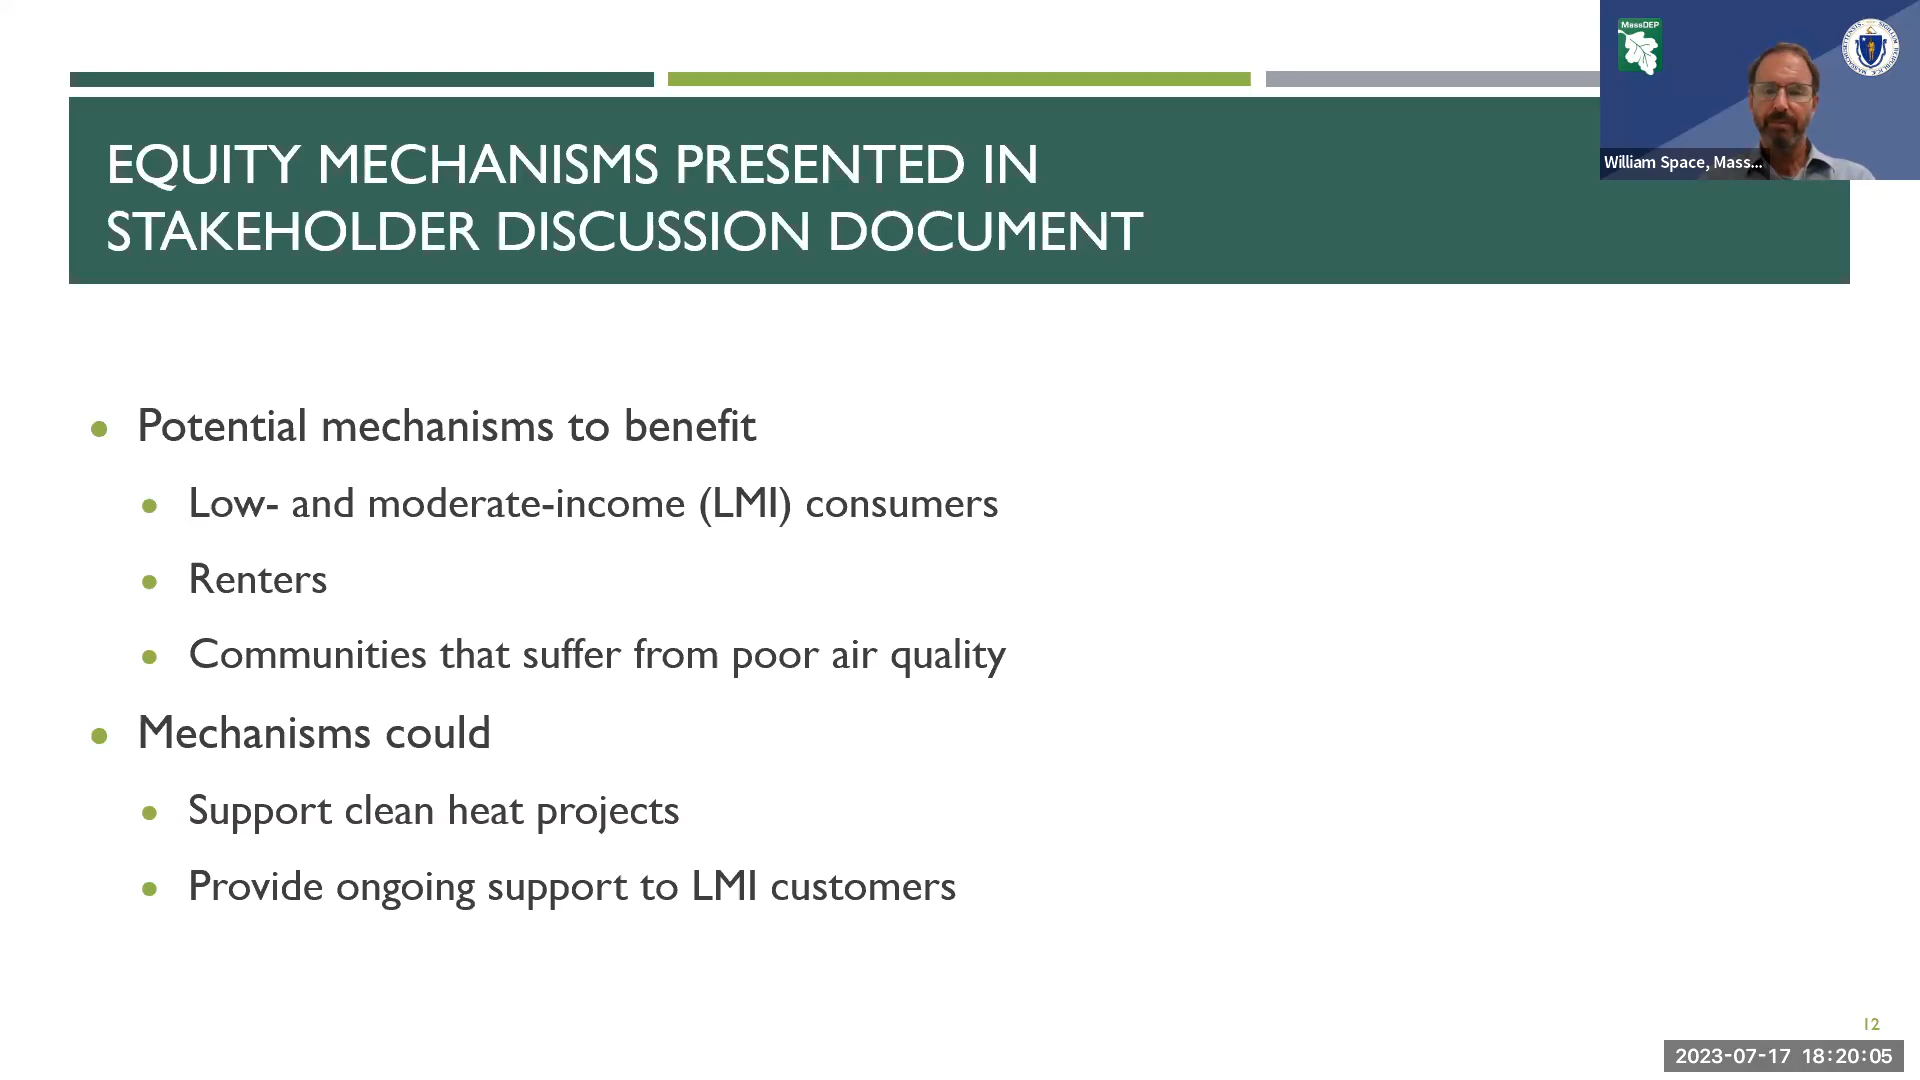 MassDEP
William Space, Mass...
EQUITY MECHANISMS PRESENTED IN
STAKEHOLDER DISCUSSION DOCUMENT
Potential mechanisms to benefit
Low- and moderate-income (LMI) consumers
Renters
Communities that suffer from poor air quality
Mechanisms could
Support clean heat projects
Provide ongoing support to LMI customers
12
2023-07-17 18:20:05